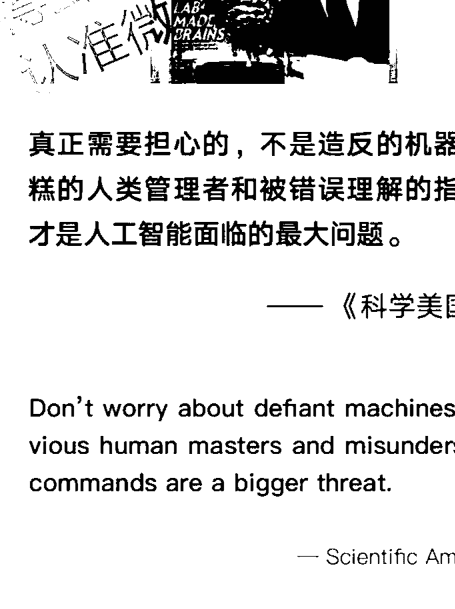 认准微
LAB-
MADE
BRAINS
真正需要担心的，不是造反的机器
糕的人类管理者和被错误理解的指
才是人工智能面临的最大问题。
—— 《科学美国
Don't worry about defiant machines
vious human masters and misunders
commands are a bigger threat.
— Scientific Am